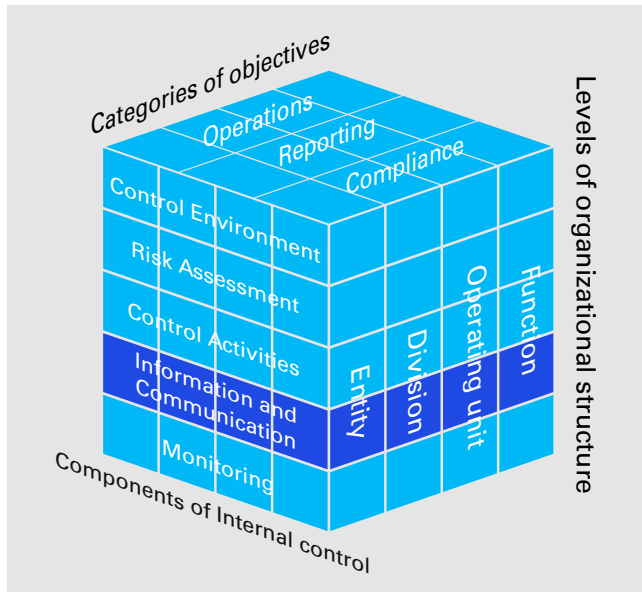 Categories of objectives
Operations
Reporting
Compliance
Control Environment
Risk Assessment
Control Activities
Information and
Communication
Monitoring
Components of Internal control
Entity
Division
Operating unit
Function
Levels of organizational structure